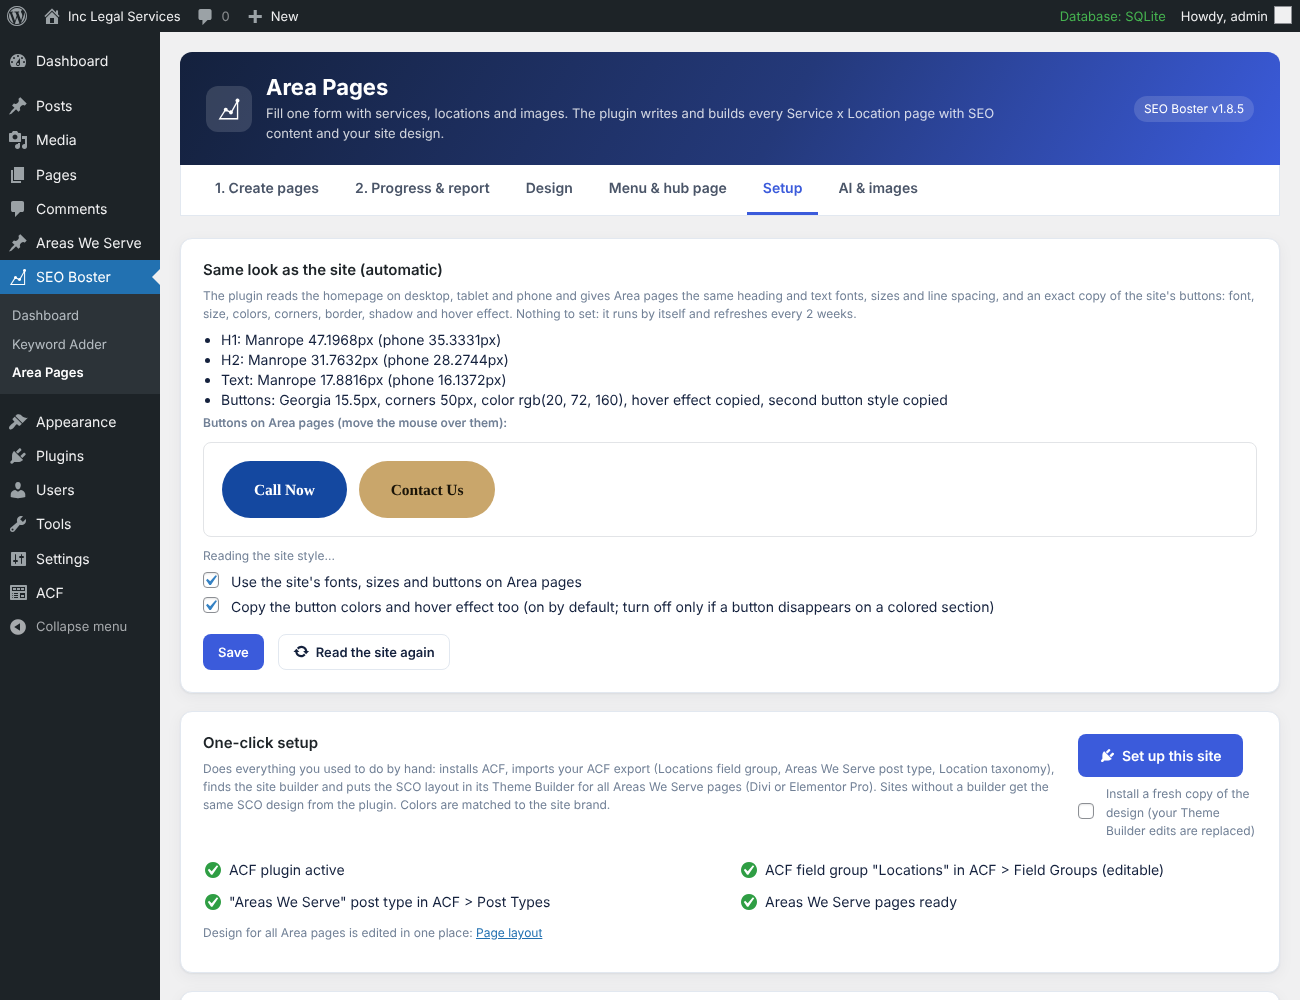 Inc Legal Services
0
New
Database: SQLite
Howdy, admin
Dashboard
Posts
Media
Pages
Comments
Areas We Serve
SEO Boster
Dashboard
Keyword Adder
Area Pages
Appearance
Plugins
Users
Tools
Settings
ACF
Collapse menu
Area Pages
Fill one form with services, locations and images. The plugin writes and builds every Service x Location page with SEO
content and your site design.
SEO Boster v1.8.5
1. Create pages
2. Progress & report
Design
Menu & hub page
Setup
AI & images
Same look as the site (automatic)
The plugin reads the homepage on desktop, tablet and phone and gives Area pages the same heading and text fonts, sizes and line spacing, and an exact copy of the site's buttons: font,
size, colors, corners, border, shadow and hover effect. Nothing to set: it runs by itself and refreshes every 2 weeks.
• H1: Manrope 47.1968px (phone 35.3331px)
• H2: Manrope 31.7632px (phone 28.2744px)
• Text: Manrope 17.8816px (phone 16.1372px)
• Buttons: Georgia 15.5px, corners 50px, color rgb(20, 72, 160), hover effect copied, second button style copied
Buttons on Area pages (move the mouse over them):
Call Now
Contact Us
Reading the site style...
Use the site's fonts, sizes and buttons on Area pages
Copy the button colors and hover effect too (on by default; turn off only if a button disappears on a colored section)
Save
Read the site again
One-click setup
Does everything you used to do by hand: installs ACF, imports your ACF export (Locations field group, Areas We Serve post type, Location taxonomy),
finds the site builder and puts the SCO layout in its Theme Builder for all Areas We Serve pages (Divi or Elementor Pro). Sites without a builder get the
same SCO design from the plugin. Colors are matched to the site brand.
Set up this site
Install a fresh copy of the
design (your Theme
Builder edits are replaced)
ACF plugin active
ACF field group "Locations" in ACF > Field Groups (editable)
"Areas We Serve" post type in ACF > Post Types
Areas We Serve pages ready
Design for all Area pages is edited in one place: Page layout